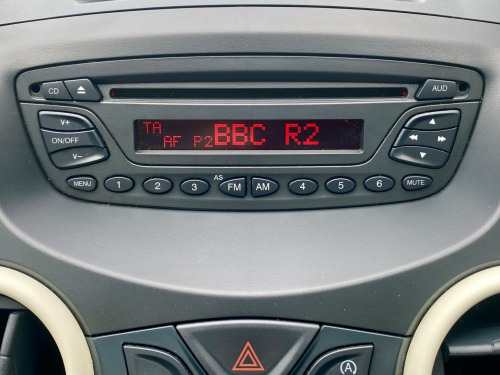 CD AUD
V+
ON/OFF
V–
TA
AF P2 BBC R2
AS
MENU 1 2 3 FM AM 4 5 6 MUTE
A